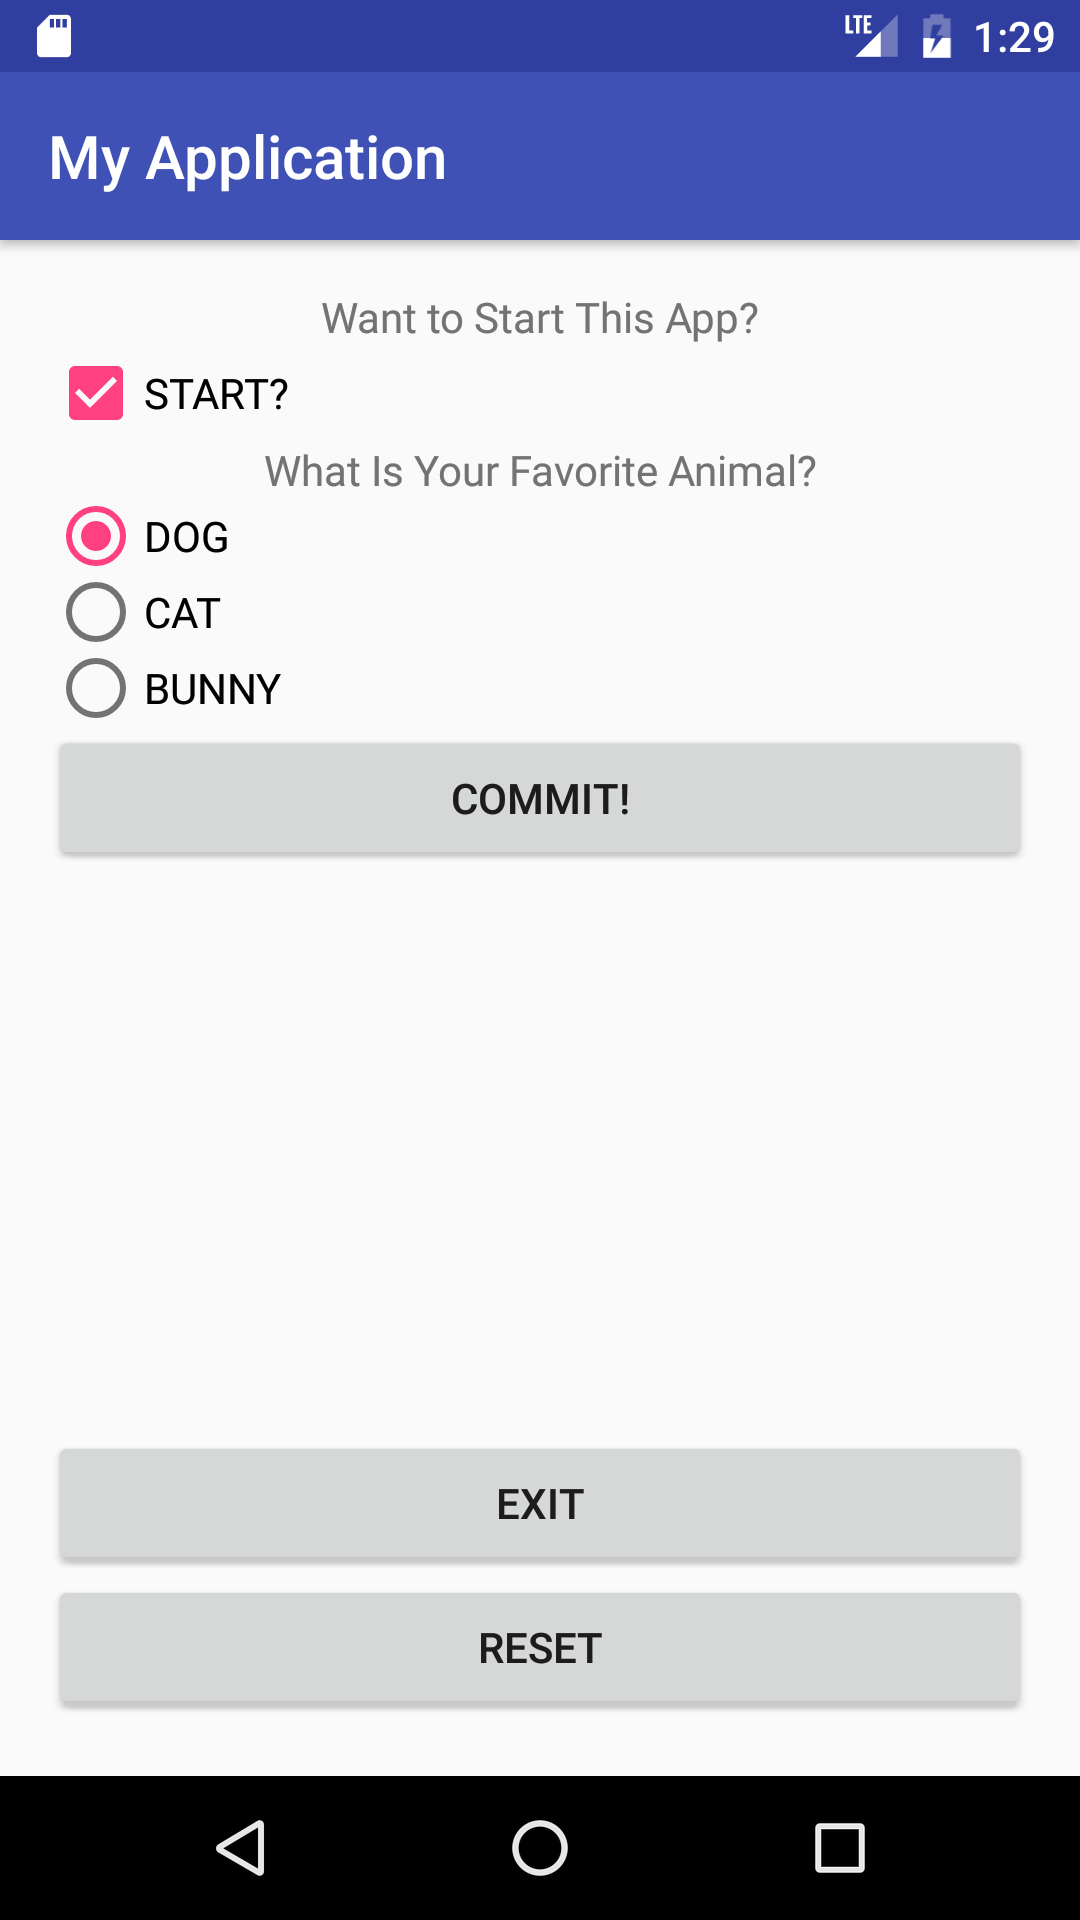 LTE 1:29
My Application
Want to Start This App?
START?
What Is Your Favorite Animal?
DOG
CAT
BUNNY
COMMIT!
EXIT
RESET